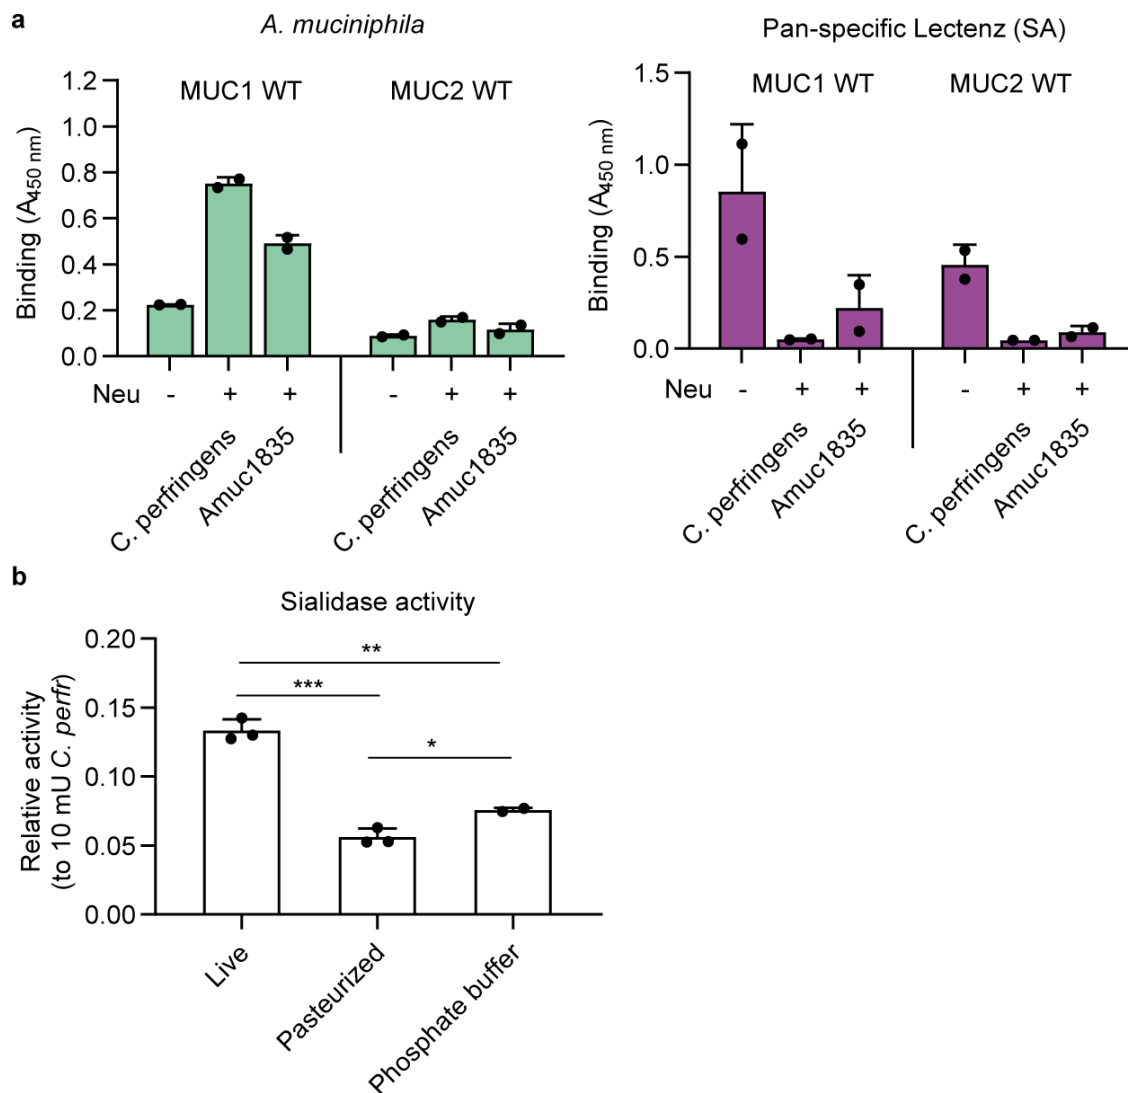 a
A. muciniphila
MUC1 WT
MUC2 WT
Binding (A450 nm)
1.2
1.0
0.8
0.6
0.4
0.2
0.0
Neu - + + - + +
C. perfringens
Amuc1835
C. perfringens
Amuc1835
Pan-specific Lectenz (SA)
MUC1 WT
MUC2 WT
Binding (A450 nm)
1.5
1.0
0.5
0.0
Neu - + + - + +
C. perfringens
Amuc1835
C. perfringens
Amuc1835
b
Sialidase activity
Relative activity
(to 10 mU C. perfr)
0.20
0.15
0.10
0.05
0.00
**
***
*
Live
Pasteurized
Phosphate buffer